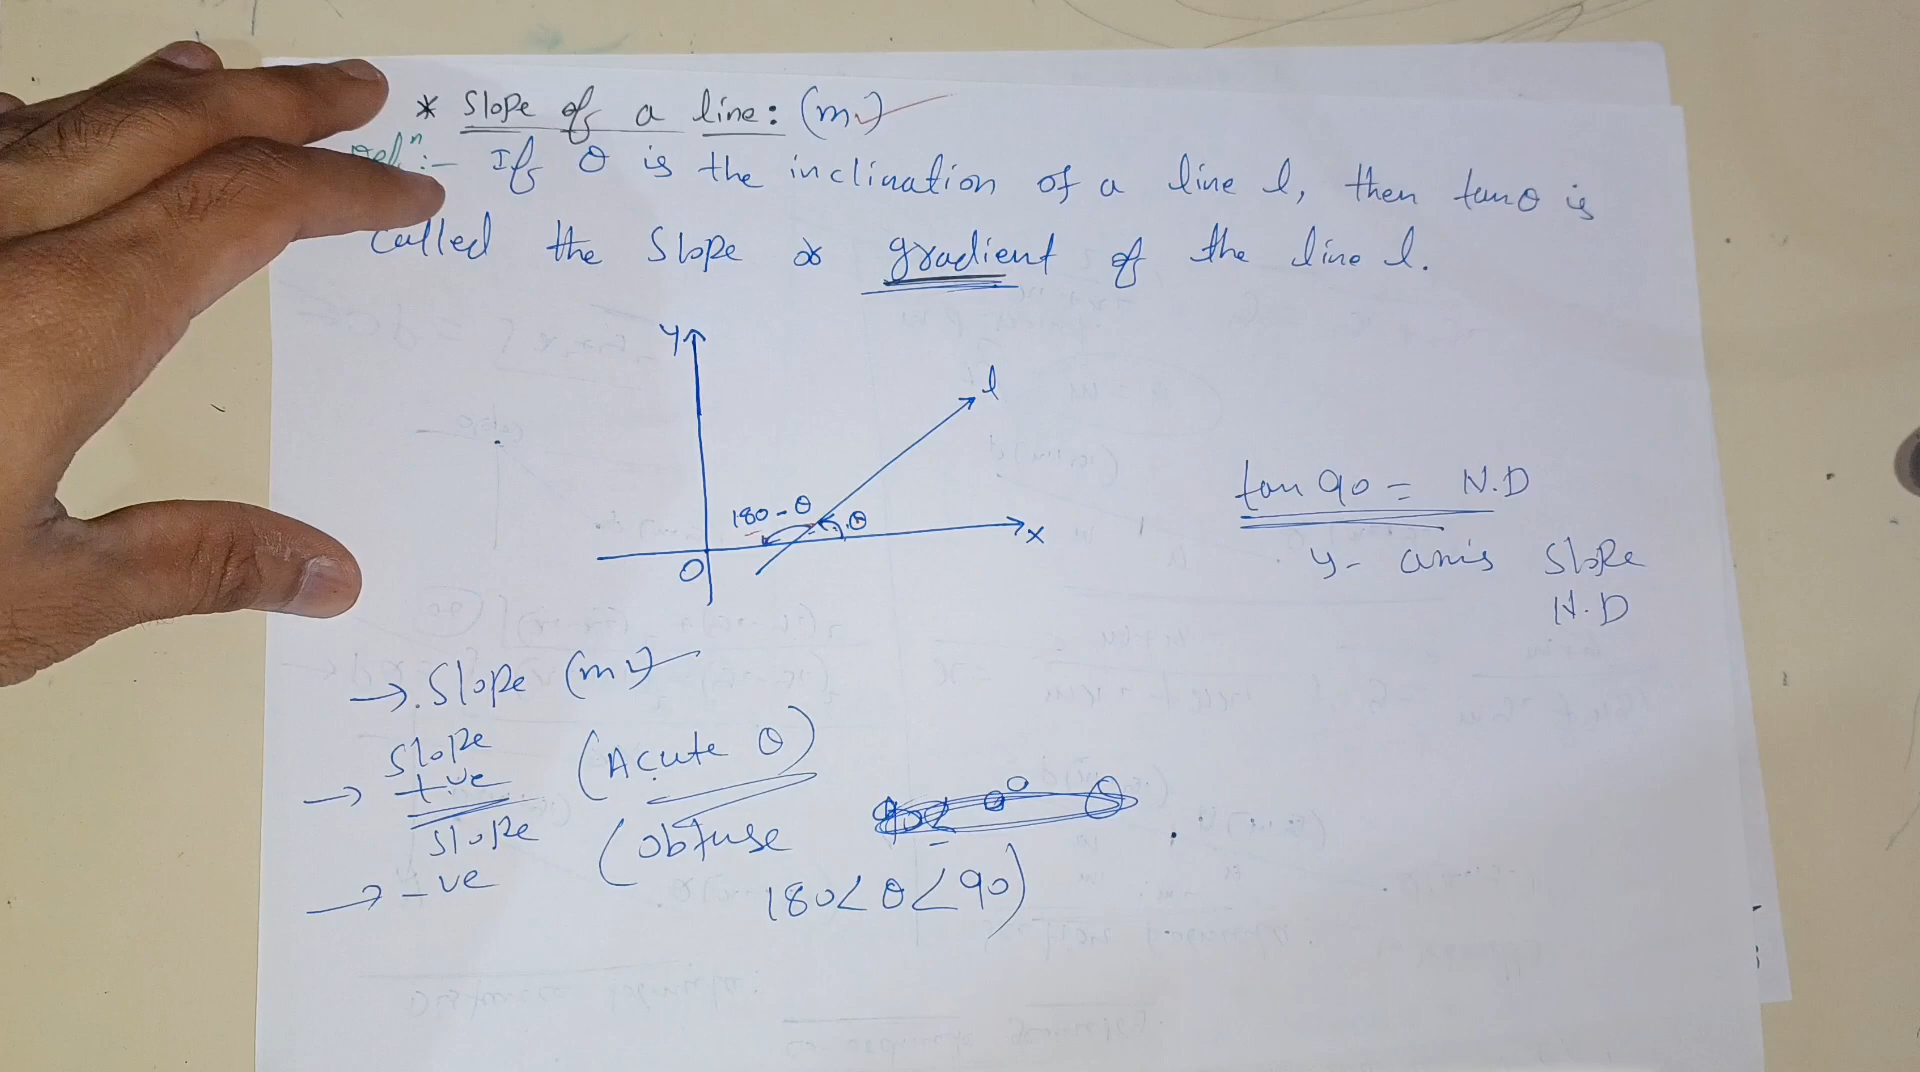 * Slope of a line: (m)
Defn:- If θ is the inclination of a line l, then tanθ is
called the Slope or gradient of the line l.
y
l
180-θ
θ
x
O
tan 90 = N.D
y-axis Slope
N.D
→ Slope (m)
Slope
→ +ve (Acute θ)
Slope (obtuse
→ -ve 180<θ<90)